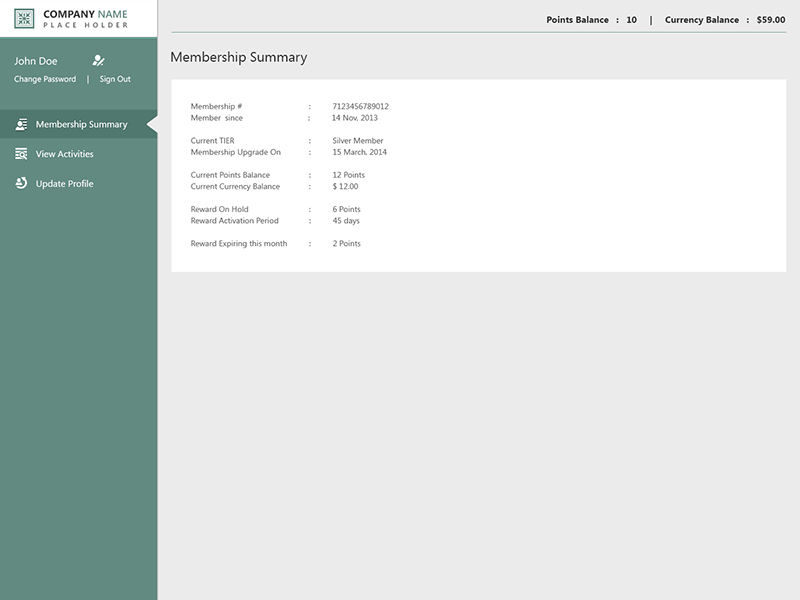 COMPANY NAME
PLACE HOLDER
Points Balance : 10 | Currency Balance : $59.00
John Doe
Change Password | Sign Out
Membership Summary
View Activities
Update Profile
Membership Summary
Membership # : 7123456789012
Member since : 14 Nov, 2013
Current TIER : Silver Member
Membership Upgrade On : 15 March, 2014
Current Points Balance : 12 Points
Current Currency Balance : $ 12.00
Reward On Hold : 6 Points
Reward Activation Period : 45 days
Reward Expiring this month : 2 Points